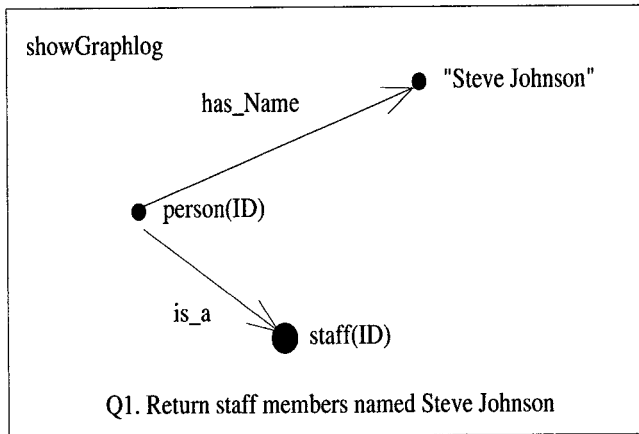 showGraphlog
"Steve Johnson"
has_Name
person(ID)
is_a
staff(ID)
Q1. Return staff members named Steve Johnson